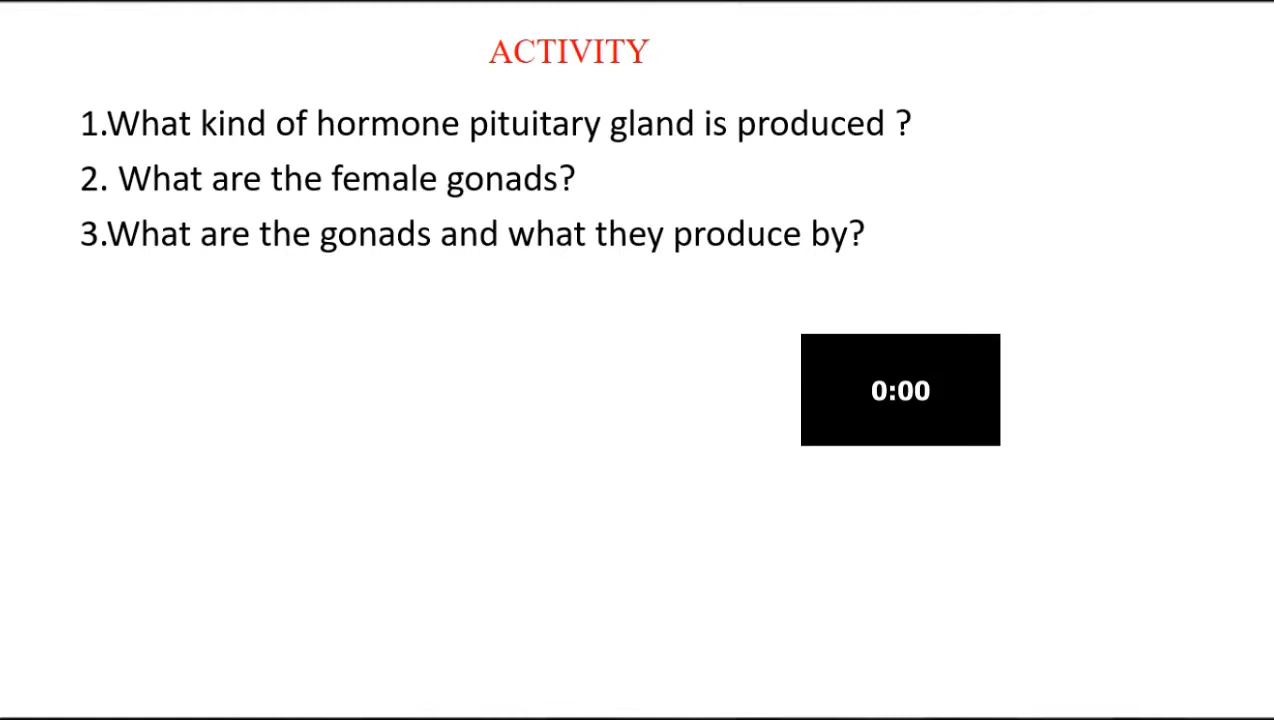 ACTIVITY
1.What kind of hormone pituitary gland is produced ?
2. What are the female gonads?
3.What are the gonads and what they produce by?
0:00